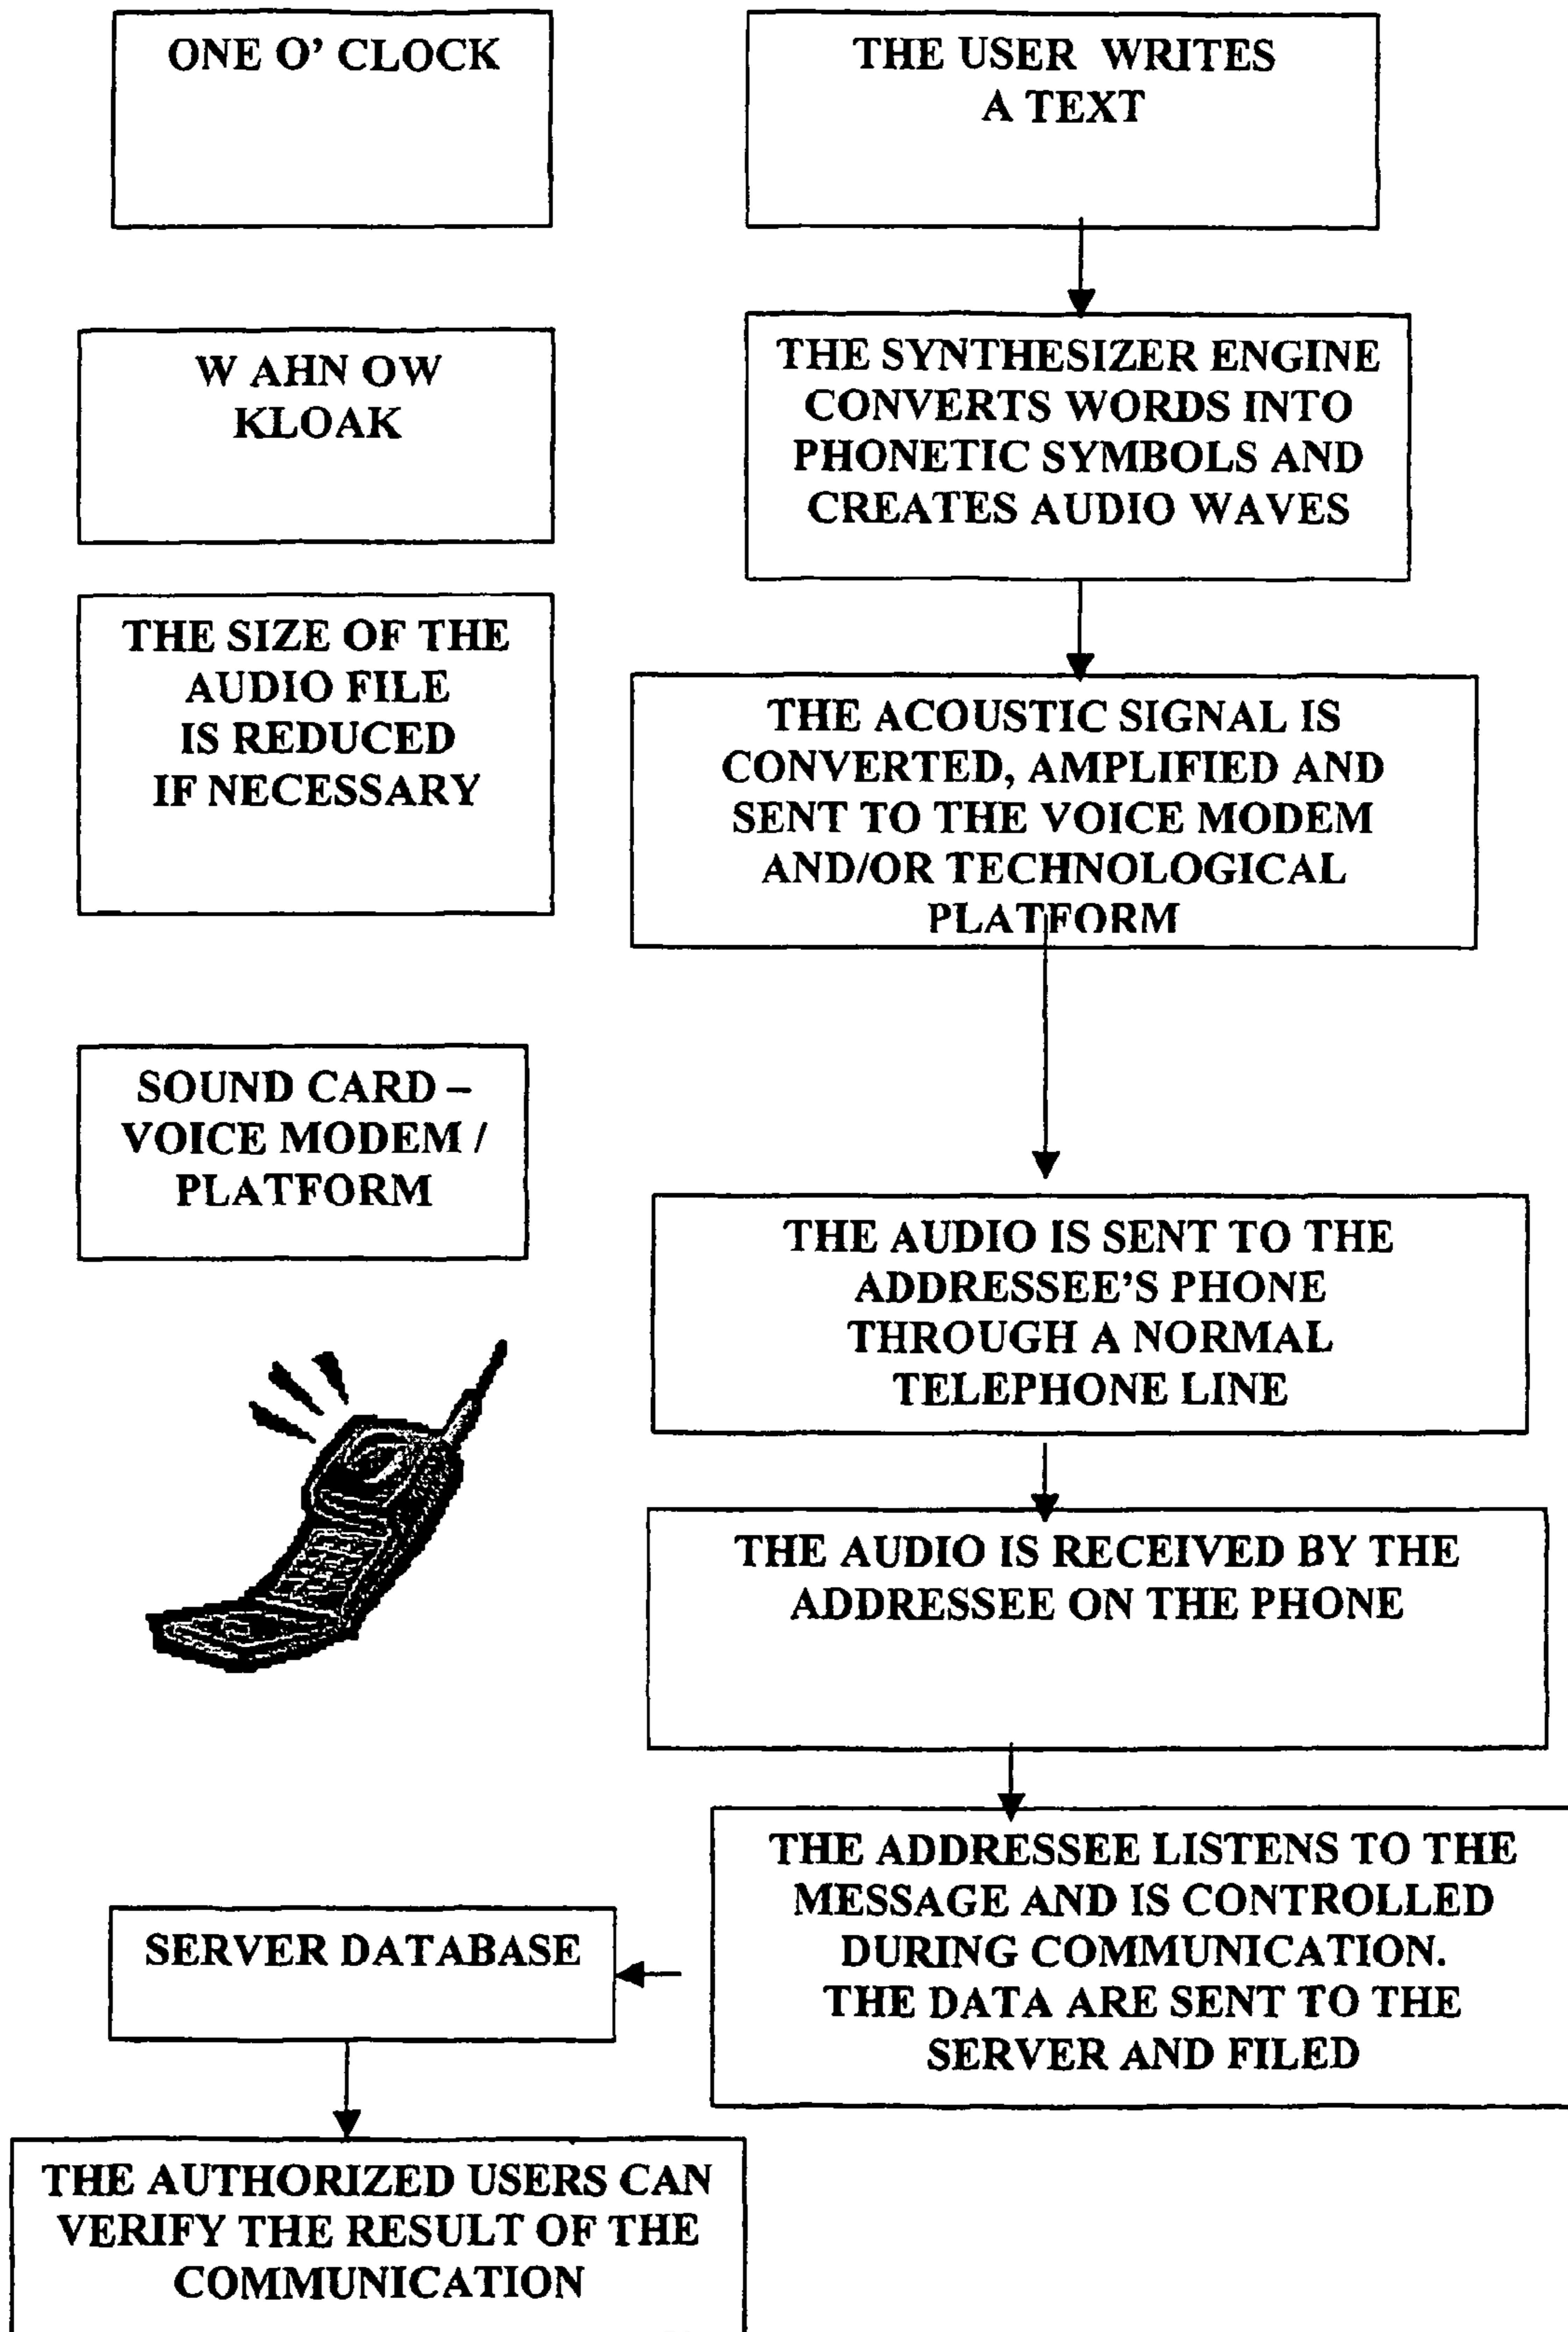 ONE O' CLOCK
THE USER WRITES
A TEXT
W AHN OW
KLOAK
THE SYNTHESIZER ENGINE
CONVERTS WORDS INTO
PHONETIC SYMBOLS AND
CREATES AUDIO WAVES
THE SIZE OF THE
AUDIO FILE
IS REDUCED
IF NECESSARY
THE ACOUSTIC SIGNAL IS
CONVERTED, AMPLIFIED AND
SENT TO THE VOICE MODEM
AND/OR TECHNOLOGICAL
PLATFORM
SOUND CARD –
VOICE MODEM /
PLATFORM
THE AUDIO IS SENT TO THE
ADDRESSEE'S PHONE
THROUGH A NORMAL
TELEPHONE LINE
THE AUDIO IS RECEIVED BY THE
ADDRESSEE ON THE PHONE
THE ADDRESSEE LISTENS TO THE
MESSAGE AND IS CONTROLLED
DURING COMMUNICATION.
THE DATA ARE SENT TO THE
SERVER AND FILED
SERVER DATABASE
THE AUTHORIZED USERS CAN
VERIFY THE RESULT OF THE
COMMUNICATION